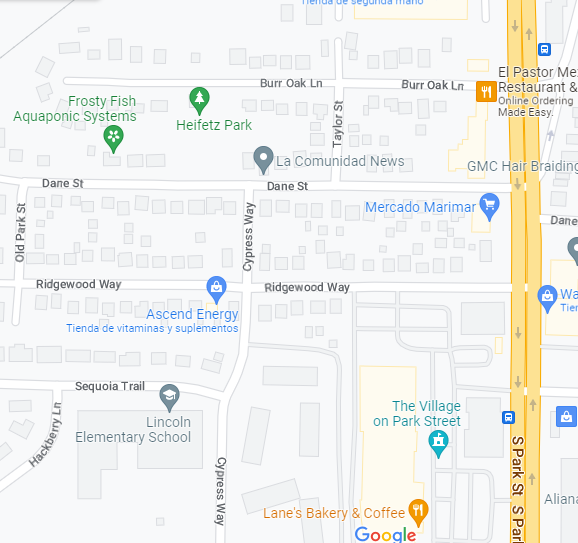 Tienda de segunda mano
Burr Oak Ln
Burr Oak Ln
El Pastor Me
Restaurant &
Online Ordering
Made Easy.
Frosty Fish
Aquaponic Systems
Heifetz Park
Taylor St
La Comunidad News
GMC Hair Braiding
Dane St
Dane St
Mercado Marimar
Dane
Old Park St
Cypress Way
Ridgewood Way
Ridgewood Way
Ascend Energy
Tienda de vitaminas y suplementos
Wa
Tien
Sequoia Trail
Lincoln
Elementary School
Hackberry Ln
The Village
on Park Street
Cypress Way
S Park St
S Par
Aliana
Lane's Bakery & Coffee
Google